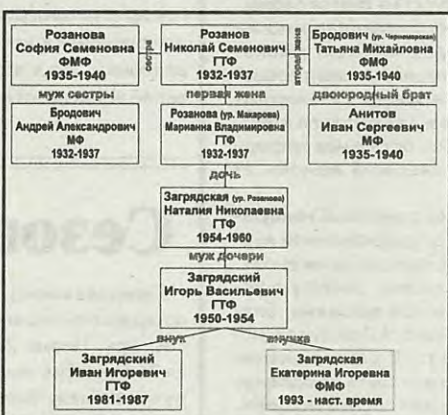 Розанова
София Семеновна
ФМФ
1935-1940
сестра
Розанов
Николай Семенович
ГТФ
1932-1937
вторая жена
Бродович (ур. Черноморская)
Татьяна Михайловна
ФМФ
1935-1940
муж сестры
первая жена
двоюродный брат
Бродович
Андрей Александрович
МФ
1932-1937
Розанова (ур. Макарова)
Марианна Владимировна
ГТФ
1932-1937
Анитов
Иван Сергеевич
МФ
1935-1940
дочь
Загрядская (ур. Розанова)
Наталия Николаевна
ГТФ
1954-1960
муж дочери
Загрядский
Игорь Васильевич
ГТФ
1950-1954
внук
внучка
Загрядский
Иван Игоревич
ГТФ
1981-1987
Загрядская
Екатерина Игоревна
ФМФ
1993 - наст. время